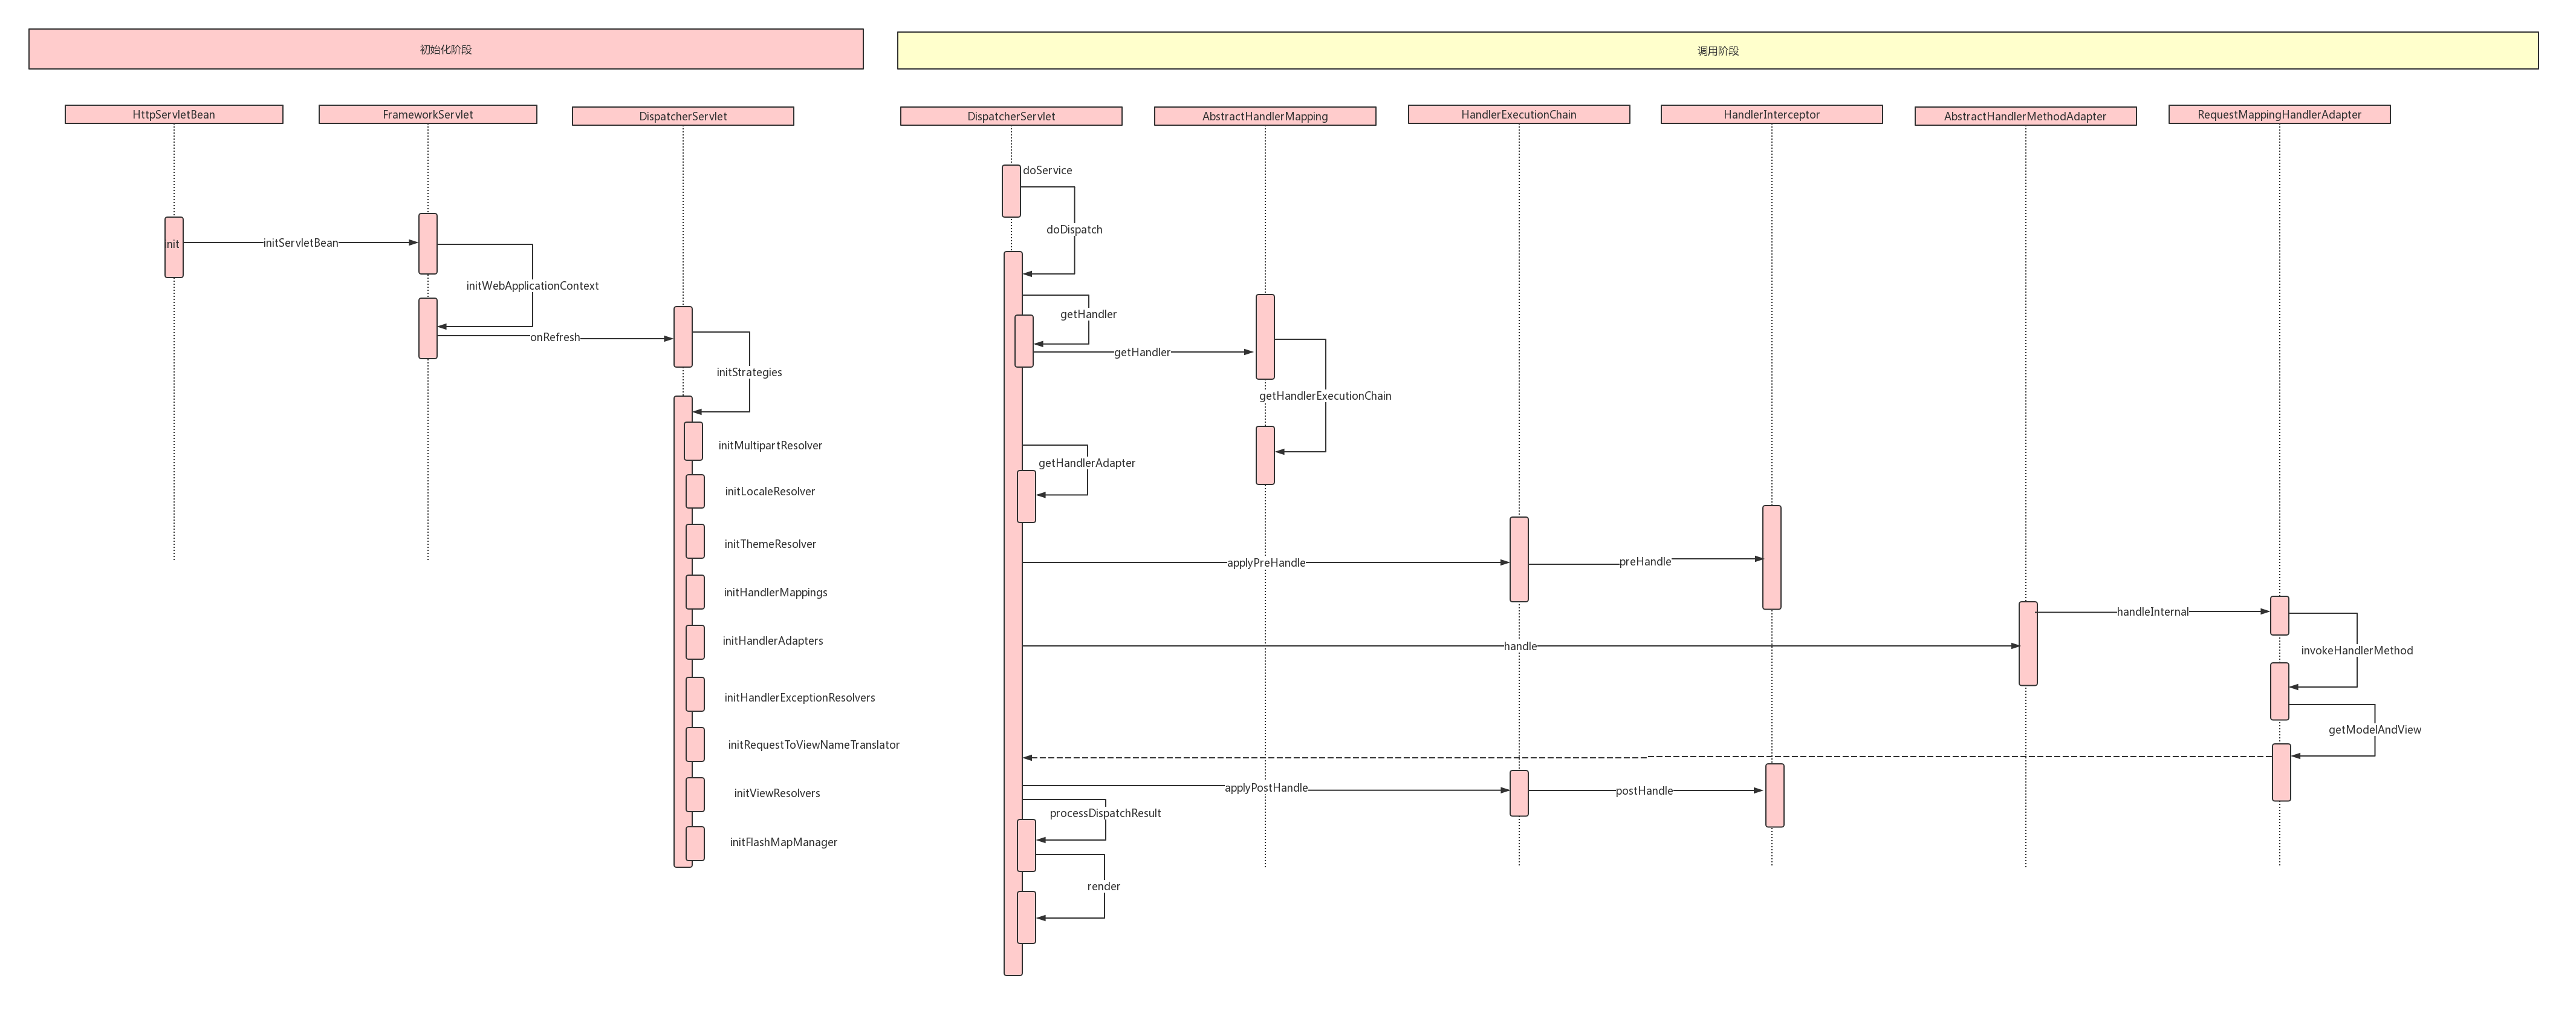 初始化阶段
调用阶段
HttpServletBean
FrameworkServlet
DispatcherServlet
DispatcherServlet
AbstractHandlerMapping
HandlerExecutionChain
HandlerInterceptor
AbstractHandlerMethodAdapter
RequestMappingHandlerAdapter
init
initServletBean
initWebApplicationContext
onRefresh
initStrategies
initMultipartResolver
initLocaleResolver
initThemeResolver
initHandlerMappings
initHandlerAdapters
initHandlerExceptionResolvers
initRequestToViewNameTranslator
initViewResolvers
initFlashMapManager
doService
doDispatch
getHandler
getHandler
getHandlerExecutionChain
getHandlerAdapter
applyPreHandle
preHandle
handle
handleInternal
invokeHandlerMethod
getModelAndView
applyPostHandle
postHandle
processDispatchResult
render